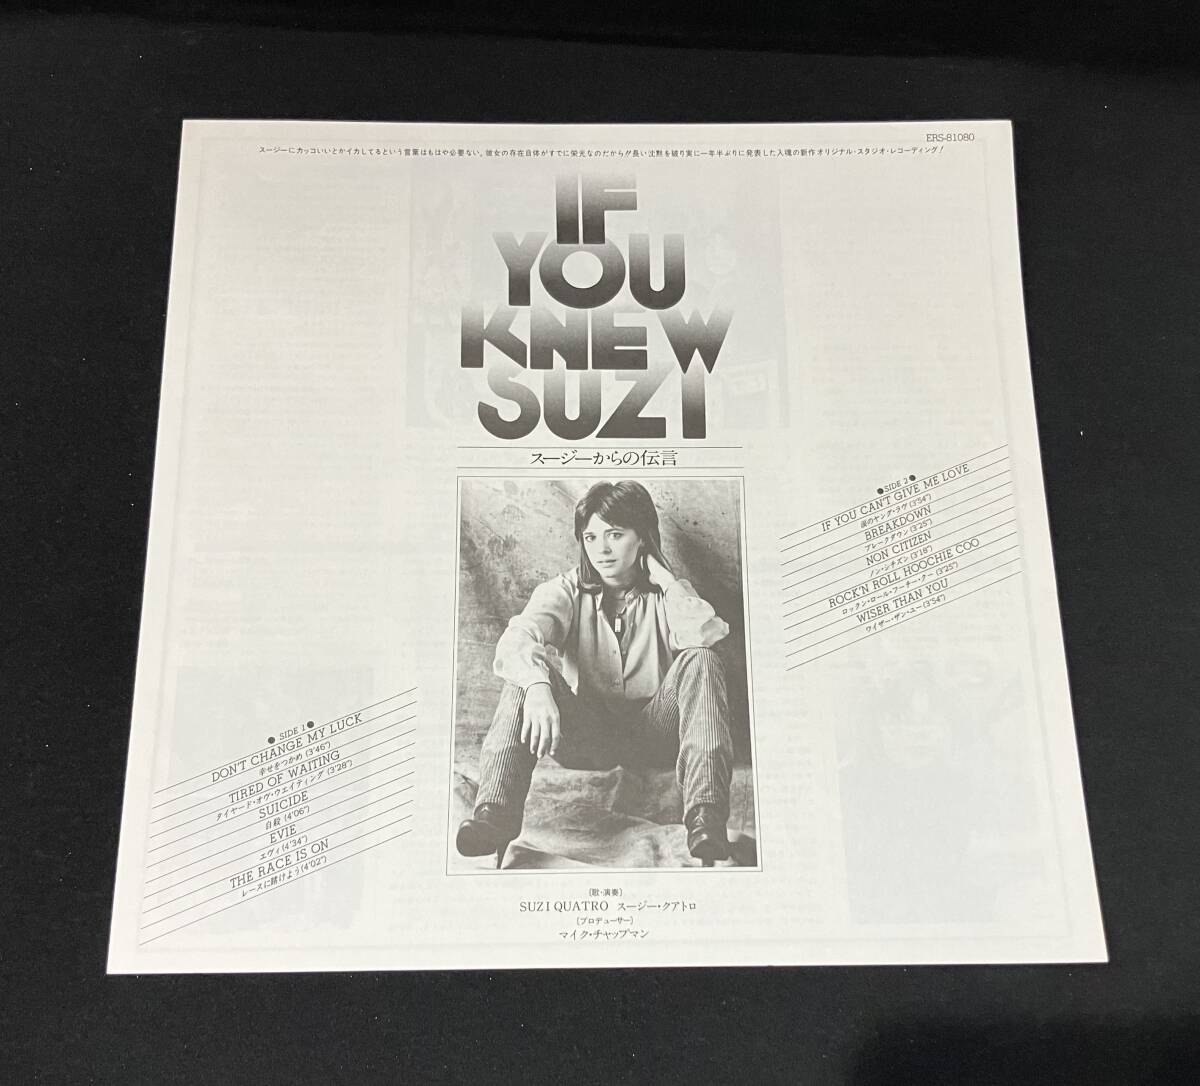 ERS-81080
スージーにカッコいいとかイカしてるという言葉はもはや必要ない。彼女の存在自体がすでに栄光なのだから!!長い沈黙を破り実に一年半ぶりに発表した入魂の新作オリジナル・スタジオ・レコーディング!
IF
YOU
KNEW
SUZI
スージーからの伝言
●SIDE 2●
IF YOU CAN'T GIVE ME LOVE
涙のヤング・ラヴ(3'54")
BREAKDOWN
ブレークダウン(3'25")
NON CITIZEN
ノン・シチズン(3'18")
ROCK'N ROLL HOOCHIE COO
ロックン・ロール・フーチー・クー(3'25")
WISER THAN YOU
ワイザー・ザン・ユー(3'54")
●SIDE 1●
DON'T CHANGE MY LUCK
幸せをつかめ(3'46")
TIRED OF WAITING
タイヤード・オヴ・ウエイティング(3'28")
SUICIDE
自殺(4'06")
EVIE
エヴィ(4'34")
THE RACE IS ON
レースに賭けよう(4'02")
[歌・演奏]
SUZI QUATRO スージー・クアトロ
[プロデューサー]
マイク・チャップマン